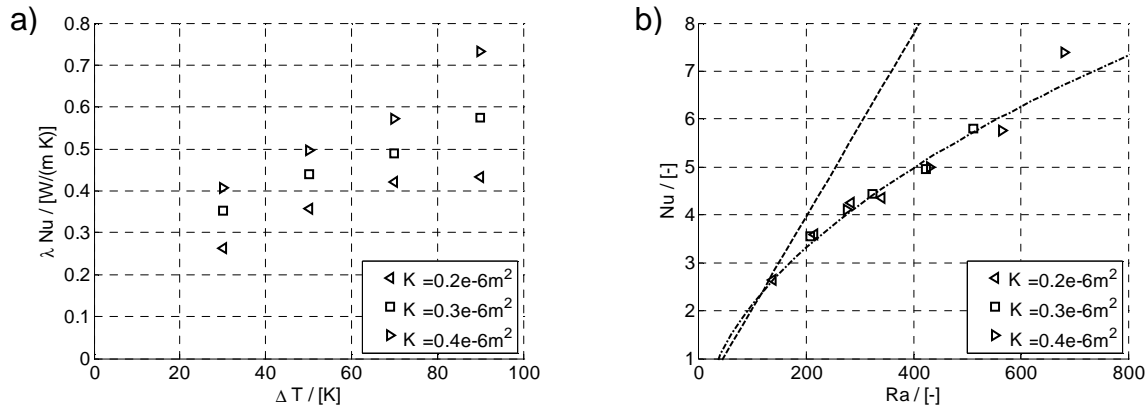 a)
λ Nu / [W/(m K)]
0.8
0.7
0.6
0.5
0.4
0.3
0.2
0.1
0
0 20 40 60 80 100
Δ T / [K]
K =0.2e-6m²
K =0.3e-6m²
K =0.4e-6m²
b)
Nu / [-]
8
7
6
5
4
3
2
1
0 200 400 600 800
Ra / [-]
K =0.2e-6m²
K =0.3e-6m²
K =0.4e-6m²